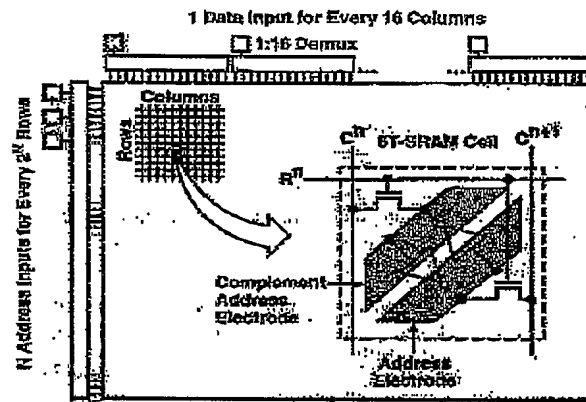 1 Data Input for Every 16 Columns
1:16 Demux
Columns
Rows
6T-SRAM Cell
N Address Inputs for Every 2^N Rows
Complement
Address
Electrode
Address
Electrode